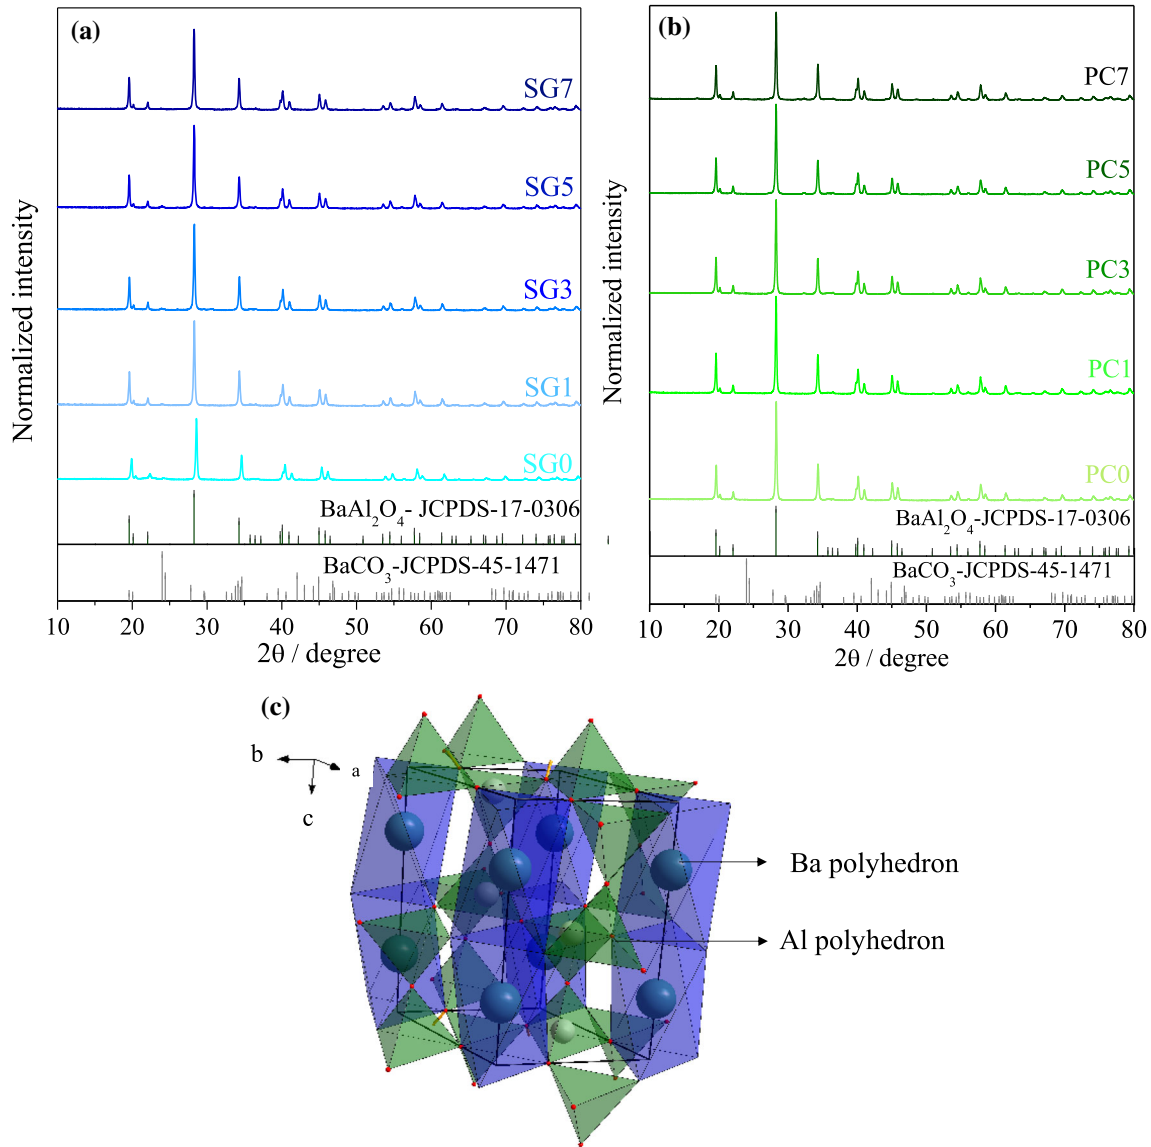 (a)
SG7
SG5
SG3
SG1
SG0
BaAl₂O₄- JCPDS-17-0306
BaCO₃-JCPDS-45-1471
Normalized intensity
10 20 30 40 50 60 70 80
2θ / degree
(b)
PC7
PC5
PC3
PC1
PC0
BaAl₂O₄-JCPDS-17-0306
BaCO₃-JCPDS-45-1471
Normalized intensity
10 20 30 40 50 60 70 80
2θ / degree
(c)
b
a
c
Ba polyhedron
Al polyhedron